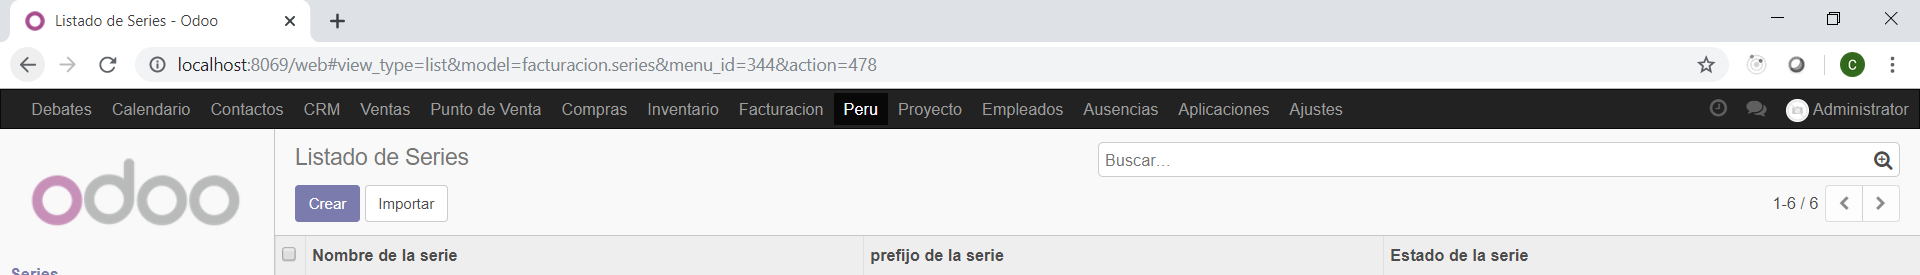 Listado de Series - Odoo
localhost:8069/web#view_type=list&model=facturacion.series&menu_id=344&action=478
C
Debates Calendario Contactos CRM Ventas Punto de Venta Compras Inventario Facturacion Peru Proyecto Empleados Ausencias Aplicaciones Ajustes Administrator
odoo
Listado de Series
Buscar...
Crear Importar
1-6 / 6
Nombre de la serie prefijo de la serie Estado de la serie
Series